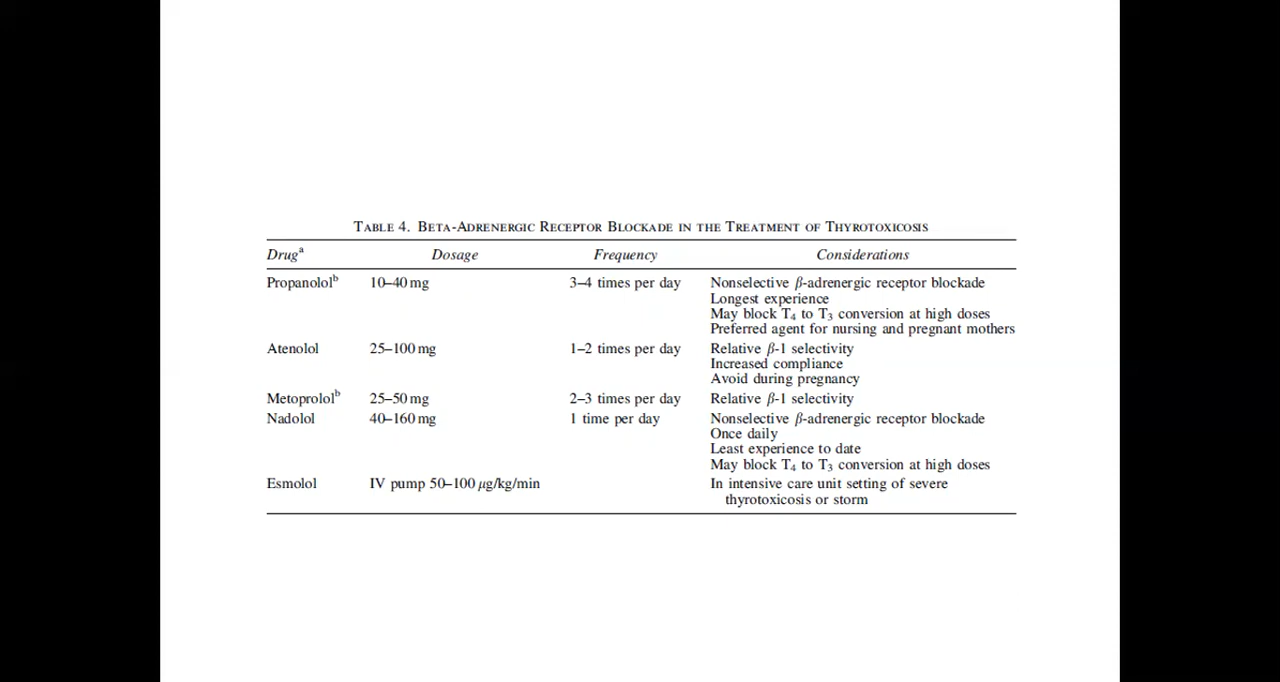 TABLE 4. BETA-ADRENERGIC RECEPTOR BLOCKADE IN THE TREATMENT OF THYROTOXICOSIS
Drugᵃ Dosage Frequency Considerations
Propanololᵇ 10–40 mg 3–4 times per day Nonselective β-adrenergic receptor blockade
Longest experience
May block T₄ to T₃ conversion at high doses
Preferred agent for nursing and pregnant mothers
Atenolol 25–100 mg 1–2 times per day Relative β-1 selectivity
Increased compliance
Avoid during pregnancy
Metoprololᵇ 25–50 mg 2–3 times per day Relative β-1 selectivity
Nadolol 40–160 mg 1 time per day Nonselective β-adrenergic receptor blockade
Once daily
Least experience to date
May block T₄ to T₃ conversion at high doses
Esmolol IV pump 50–100 μg/kg/min In intensive care unit setting of severe
thyrotoxicosis or storm